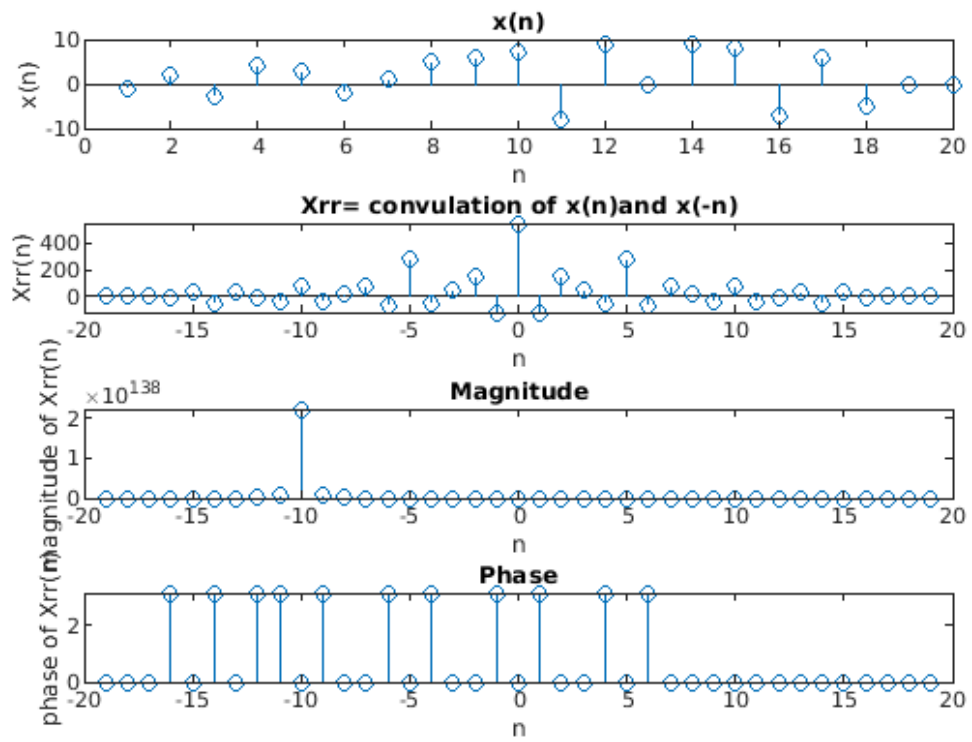 x(n)
x(n)
10
0
-10
0 2 4 6 8 10 12 14 16 18 20
n
Xrr= convulation of x(n)and x(-n)
Xrr(n)
400
200
0
-20 -15 -10 -5 0 5 10 15 20
n
×10^138
Magnitude
magnitude of Xrr(n)
2
1
0
-20 -15 -10 -5 0 5 10 15 20
n
Phase
phase of Xrr(n)
2
0
-20 -15 -10 -5 0 5 10 15 20
n